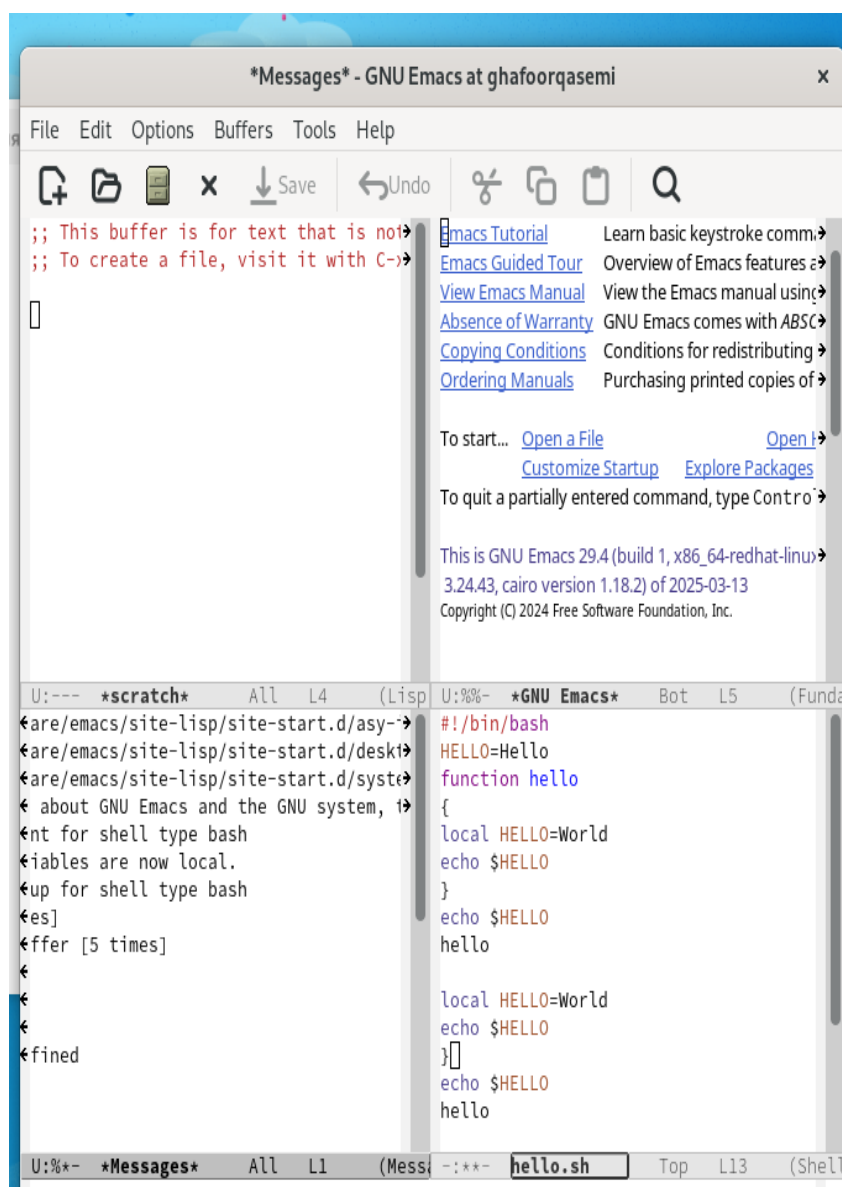 *Messages* - GNU Emacs at ghafoorqasemi
x
File Edit Options Buffers Tools Help
Save Undo
;; This buffer is for text that is not
;; To create a file, visit it with C-x
U:--- *scratch* All L4 (Lisp
Emacs Tutorial Learn basic keystroke comma
Emacs Guided Tour Overview of Emacs features a
View Emacs Manual View the Emacs manual using
Absence of Warranty GNU Emacs comes with ABSO
Copying Conditions Conditions for redistributing
Ordering Manuals Purchasing printed copies of
To start... Open a File Open H
Customize Startup Explore Packages
To quit a partially entered command, type Contro
This is GNU Emacs 29.4 (build 1, x86_64-redhat-linux
3.24.43, cairo version 1.18.2) of 2025-03-13
Copyright (C) 2024 Free Software Foundation, Inc.
U:%%- *GNU Emacs* Bot L5 (Funda
are/emacs/site-lisp/site-start.d/asy-
are/emacs/site-lisp/site-start.d/deskt
are/emacs/site-lisp/site-start.d/syste
about GNU Emacs and the GNU system, t
nt for shell type bash
iables are now local.
up for shell type bash
es]
ffer [5 times]
fined
U:%*- *Messages* All L1 (Messa
#!/bin/bash
HELLO=Hello
function hello
{
local HELLO=World
echo $HELLO
}
echo $HELLO
hello
local HELLO=World
echo $HELLO
}
echo $HELLO
hello
-:**- hello.sh Top L13 (Shell